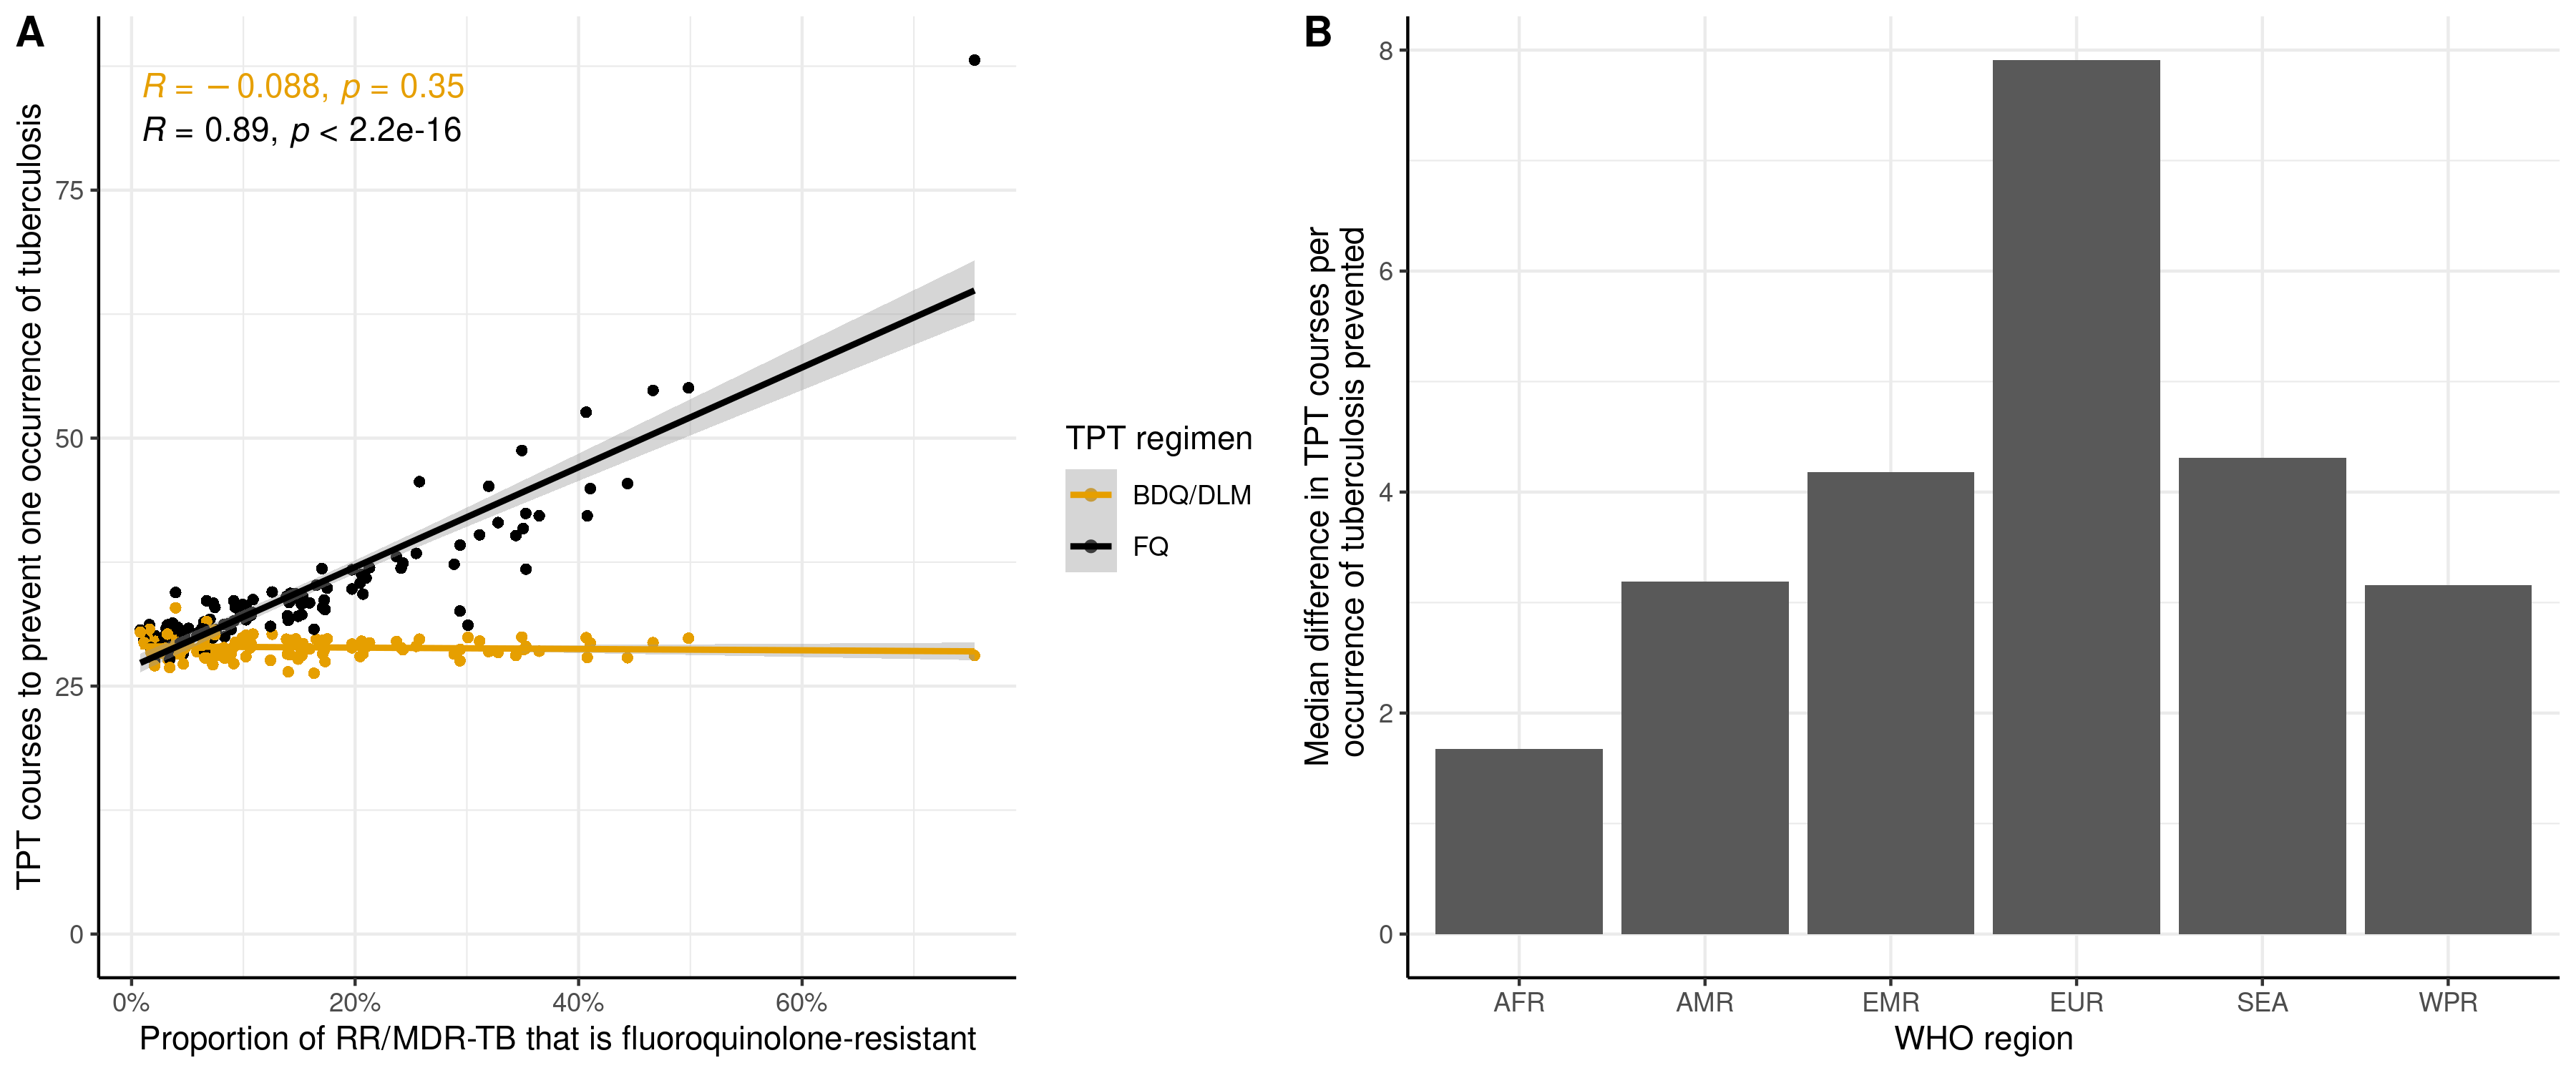 A
R = −0.088, p = 0.35
R = 0.89, p < 2.2e-16
TPT courses to prevent one occurrence of tuberculosis
75
50
25
0
0% 20% 40% 60%
Proportion of RR/MDR-TB that is fluoroquinolone-resistant
TPT regimen
BDQ/DLM
FQ
B
Median difference in TPT courses per
occurrence of tuberculosis prevented
8
6
4
2
0
AFR AMR EMR EUR SEA WPR
WHO region